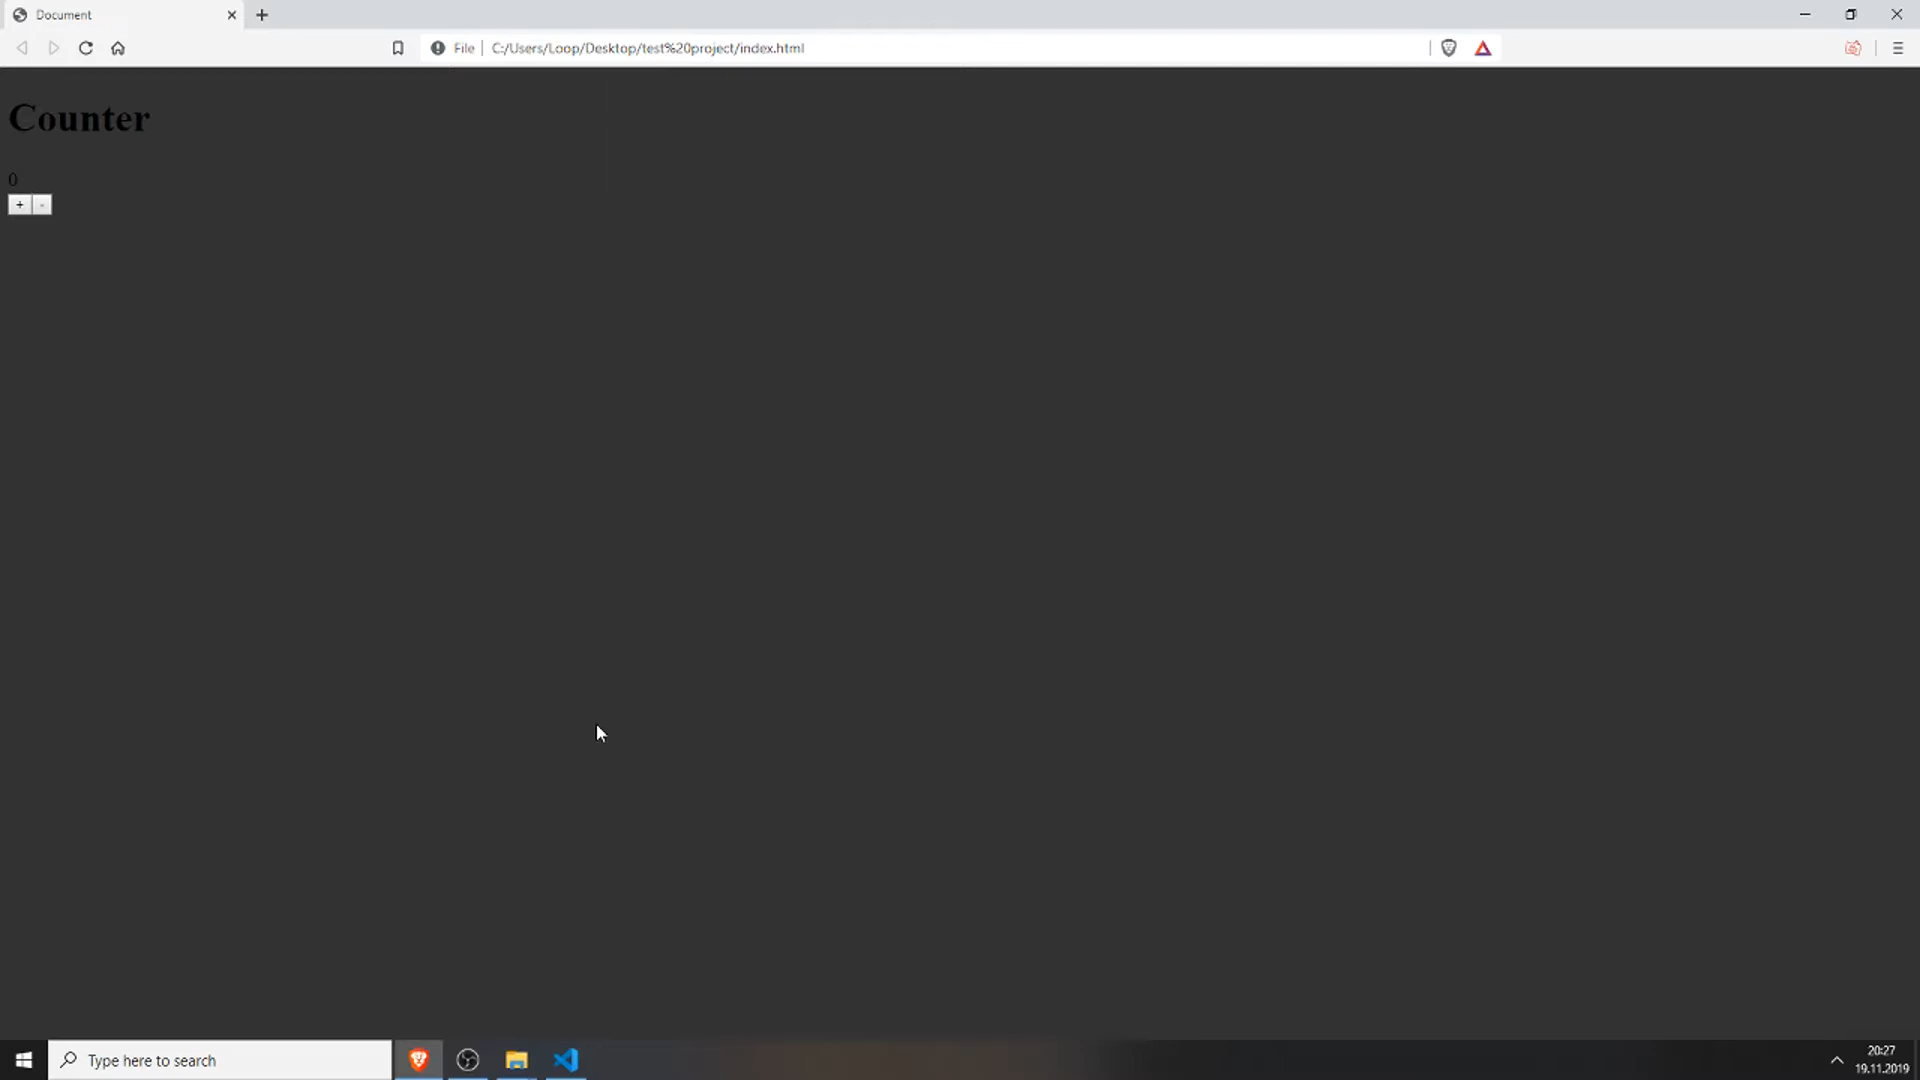 Document
File
C:/Users/Loop/Desktop/test%20project/index.html
Counter
0
+ -
Type here to search
20:27
19.11.2019